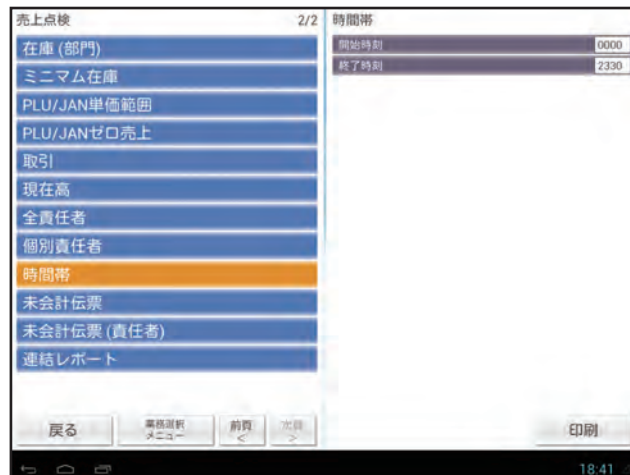 売上点検 2/2
在庫 (部門)
ミニマム在庫
PLU/JAN単価範囲
PLU/JANゼロ売上
取引
現在高
全責任者
個別責任者
時間帯
未会計伝票
未会計伝票 (責任者)
連結レポート
戻る
業務選択
メニュー
前頁
<
次頁
>
時間帯
開始時刻 0000
終了時刻 2330
印刷
18:41